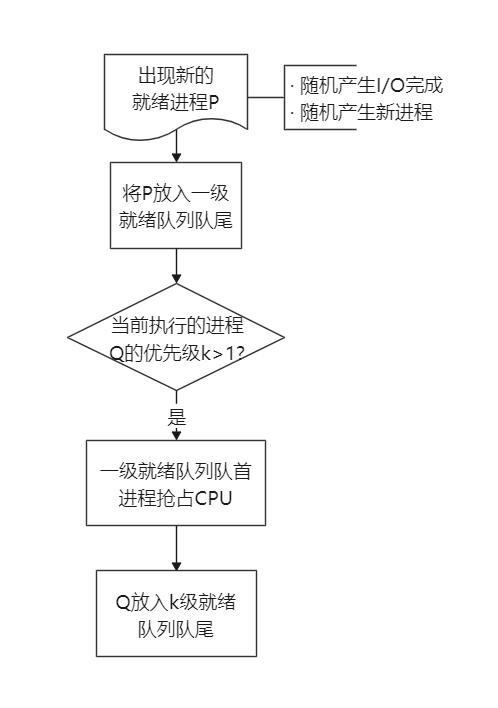 出现新的
就绪进程P
· 随机产生I/O完成
· 随机产生新进程
将P放入一级
就绪队列队尾
当前执行的进程
Q的优先级k>1?
是
一级就绪队列队首
进程抢占CPU
Q放入k级就绪
队列队尾